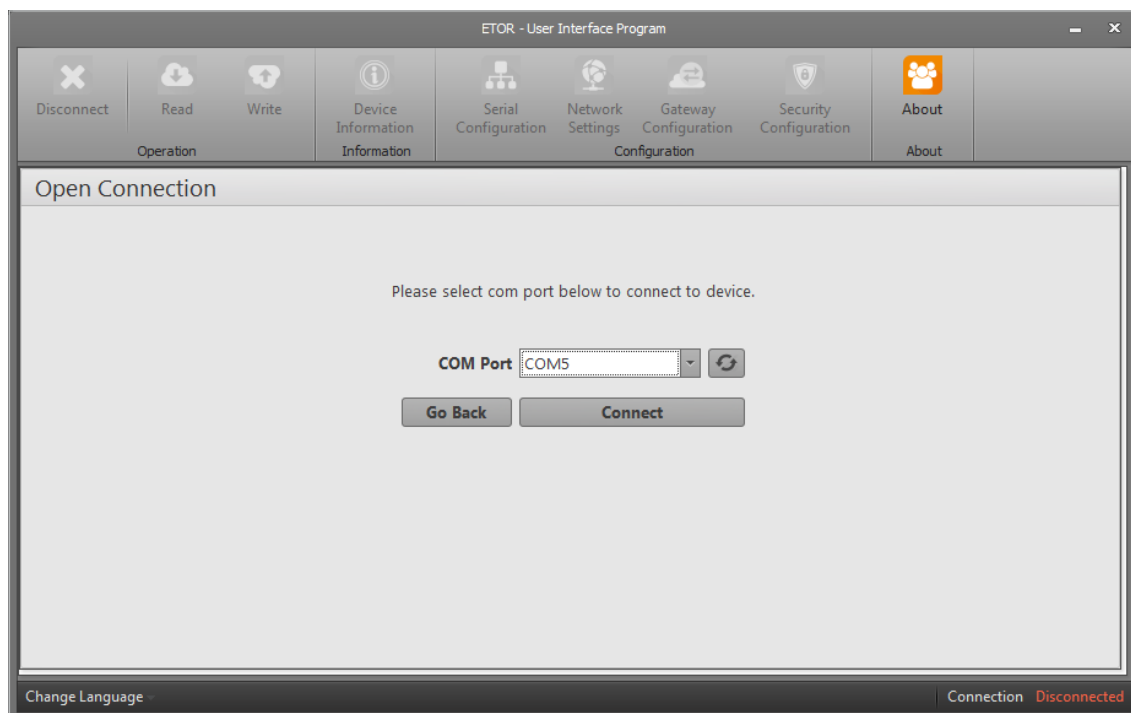 ETOR - User Interface Program
Disconnect
Read
Write
Operation
Device
Information
Information
Serial
Configuration
Network
Settings
Gateway
Configuration
Security
Configuration
Configuration
About
About
Open Connection
Please select com port below to connect to device.
COM Port COM5
Go Back Connect
Change Language Connection Disconnected